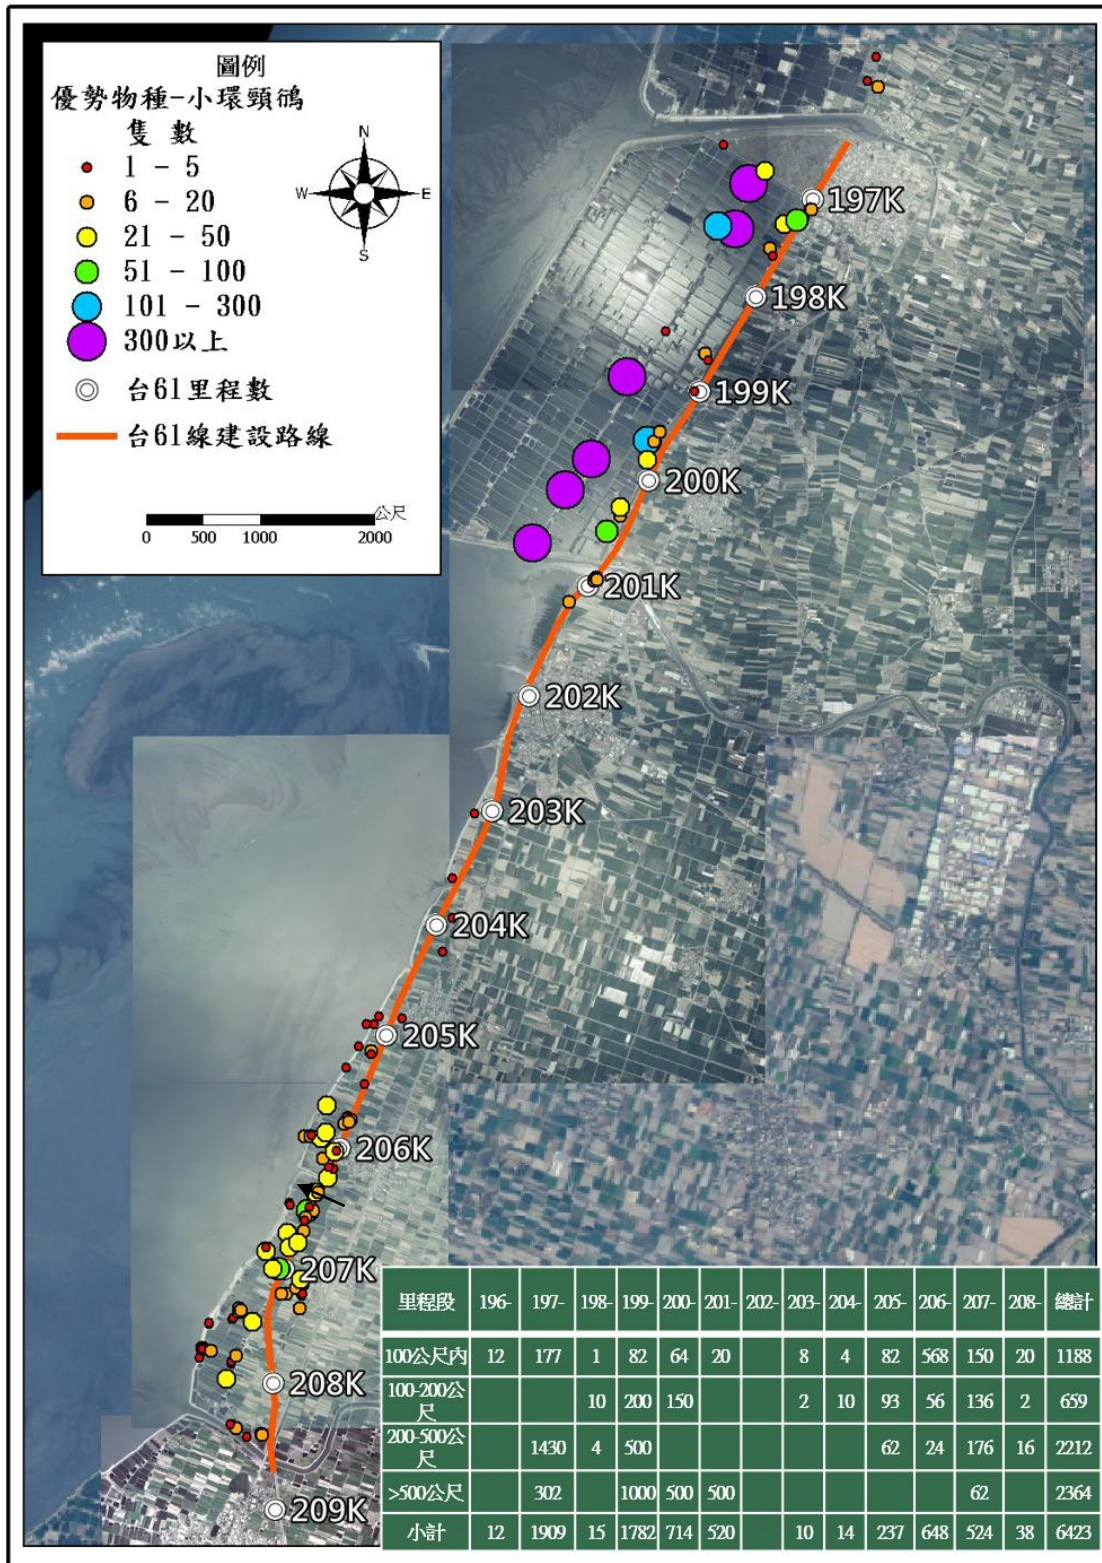 圖例
優勢物種-小環頸鴴
隻 數
1 - 5
6 - 20
21 - 50
51 - 100
101 - 300
300以上
台61里程數
台61線建設路線
N
W
E
S
公尺
0 500 1000 2000
197K
198K
199K
200K
201K
202K
203K
204K
205K
206K
207K
208K
209K
里程段 196- 197- 198- 199- 200- 201- 202- 203- 204- 205- 206- 207- 208- 總計
100公尺內 12 177 1 82 64 20 8 4 82 568 150 20 1188
100-200公尺 10 200 150 2 10 93 56 136 2 659
200-500公尺 1430 4 500 62 24 176 16 2212
>500公尺 302 1000 500 500 62 2364
小計 12 1909 15 1782 714 520 10 14 237 648 524 38 6423